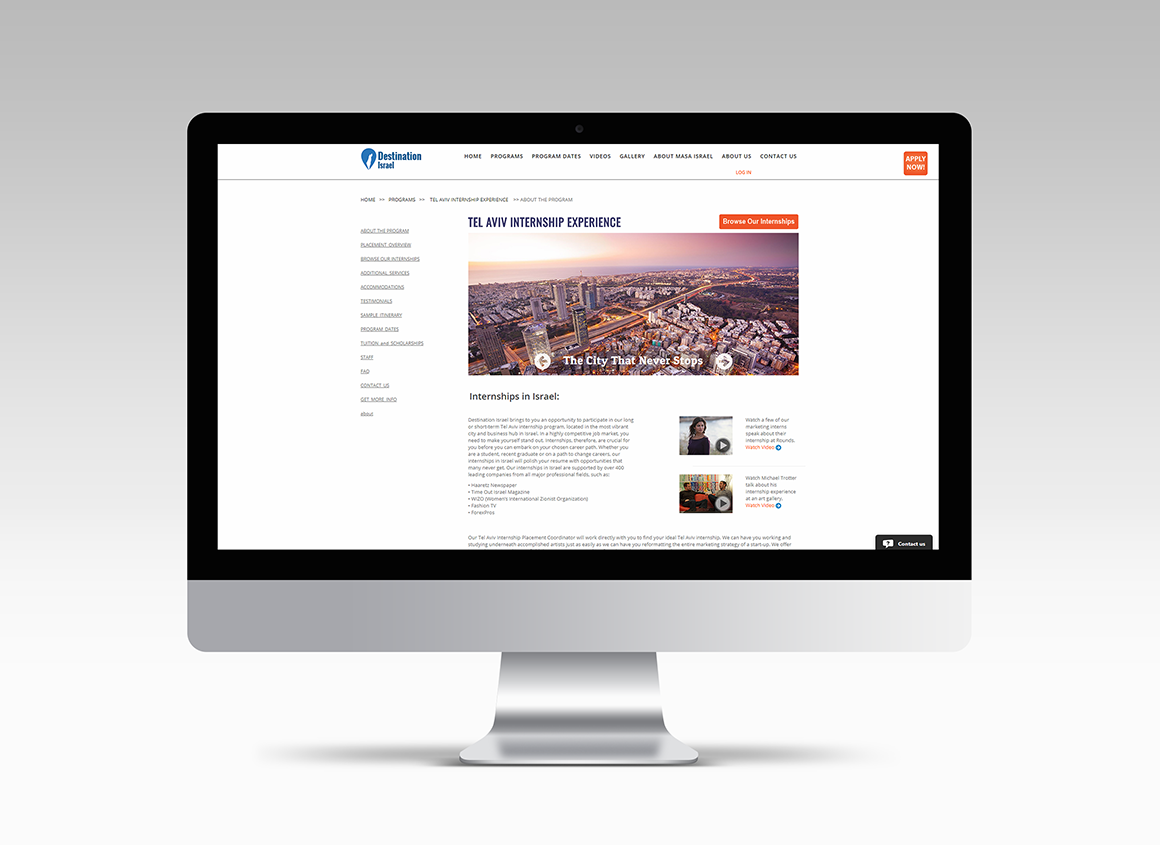 Destination
Israel
HOME PROGRAMS PROGRAM DATES VIDEOS GALLERY ABOUT MASA ISRAEL ABOUT US CONTACT US
LOG IN
APPLY
NOW!
HOME >> PROGRAMS >> TEL AVIV INTERNSHIP EXPERIENCE >> ABOUT THE PROGRAM
ABOUT THE PROGRAM
PLACEMENT OVERVIEW
BROWSE OUR INTERNSHIPS
ADDITIONAL SERVICES
ACCOMMODATIONS
TESTIMONIALS
SAMPLE ITINERARY
PROGRAM DATES
TUITION and SCHOLARSHIPS
STAFF
FAQ
CONTACT US
GET MORE INFO
about
TEL AVIV INTERNSHIP EXPERIENCE
Browse Our Internships
The City That Never Stops
Internships in Israel:
Destination Israel brings to you an opportunity to participate in our long
or short-term Tel Aviv internship program, located in the most vibrant
city and business hub in Israel. In a highly competitive job market, you
need to make yourself stand out. Internships, therefore, are crucial for
you before you can embark on your chosen career path. Whether you
are a student, recent graduate or on a path to change careers, our
internships in Israel will polish your resume with opportunities that
many never get. Our internships in Israel are supported by over 400
leading companies from all major professional fields, such as:
• Haaretz Newspaper
• Time Out Israel Magazine
• WIZO (Women's International Zionist Organization)
• Fashion TV
• ForexPros
Watch a few of our
marketing interns
speak about their
internship at Rounds.
Watch Video
Watch Michael Trotter
talk about his
internship experience
at an art gallery.
Watch Video
Our Tel Aviv Internship Placement Coordinator will work directly with you to find your ideal Tel Aviv internship. We can have you working and
studying underneath accomplished artists just as easily as we can have you reformatting the entire marketing strategy of a start-up. We offer
Contact us